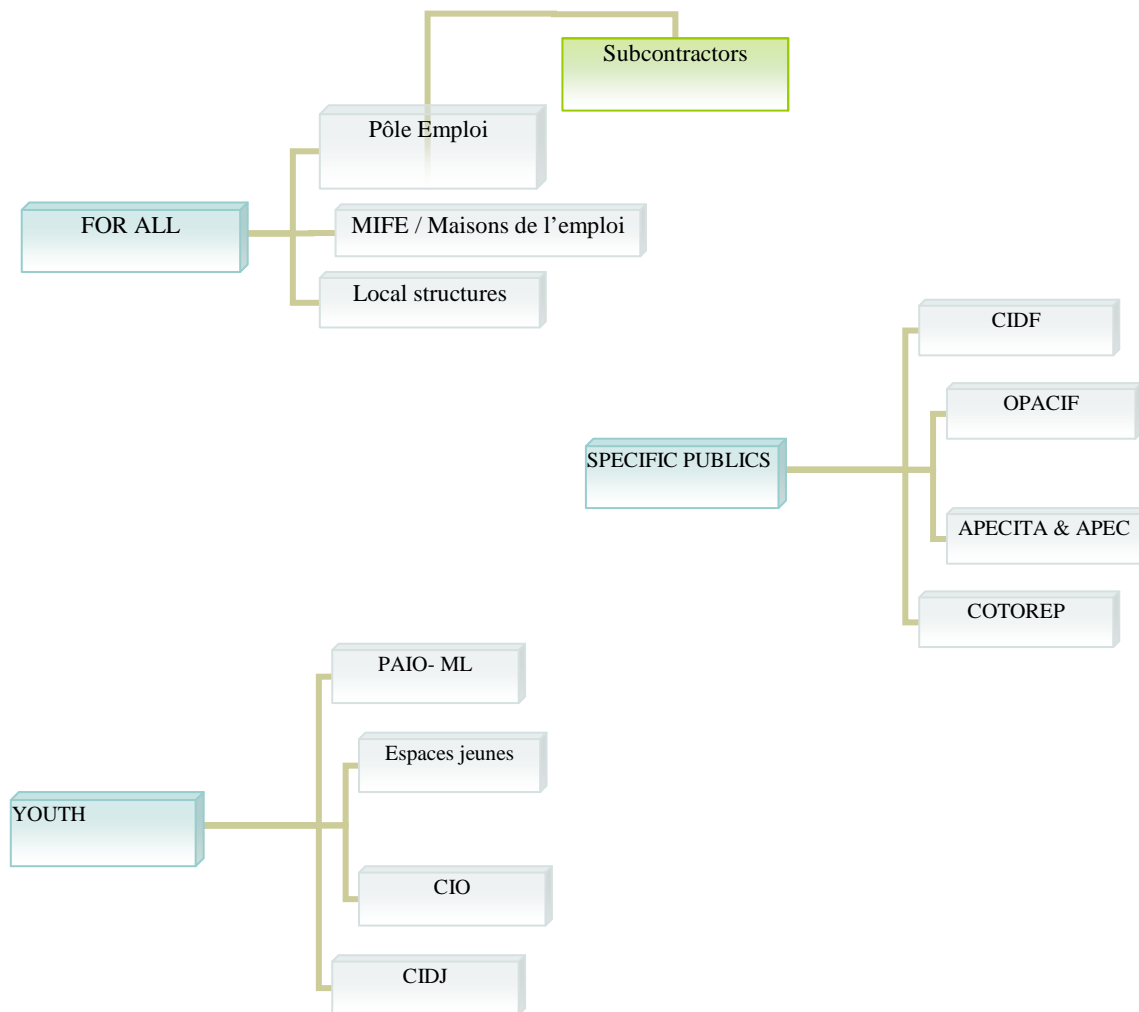 Subcontractors
Pôle Emploi
FOR ALL
MIFE / Maisons de l’emploi
Local structures
CIDF
OPACIF
SPECIFIC PUBLICS
APECITA & APEC
COTOREP
PAIO- ML
Espaces jeunes
YOUTH
CIO
CIDJ